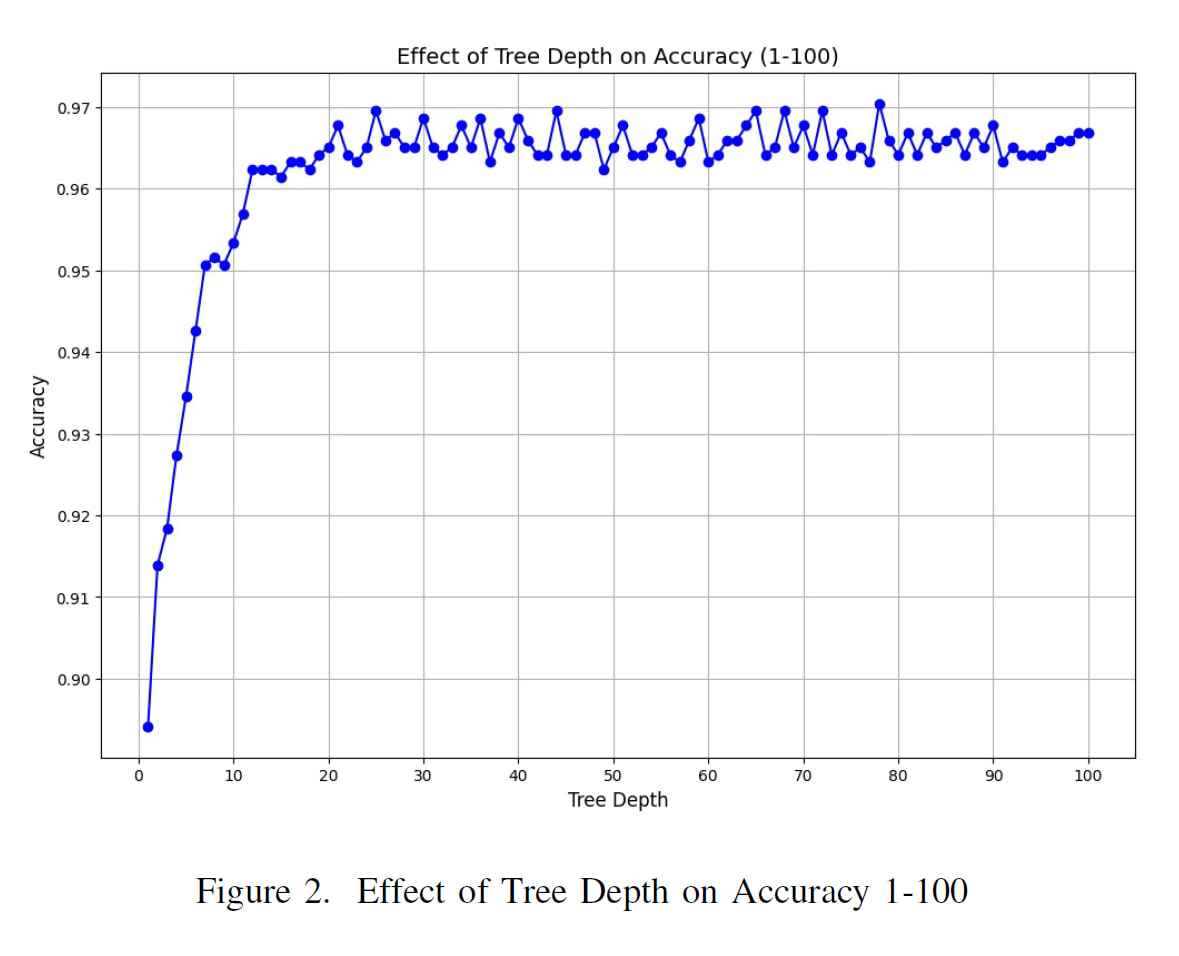 Effect of Tree Depth on Accuracy (1-100)
0.97
0.96
0.95
0.94
0.93
0.92
0.91
0.90
Accuracy
0 10 20 30 40 50 60 70 80 90 100
Tree Depth
Figure 2. Effect of Tree Depth on Accuracy 1-100